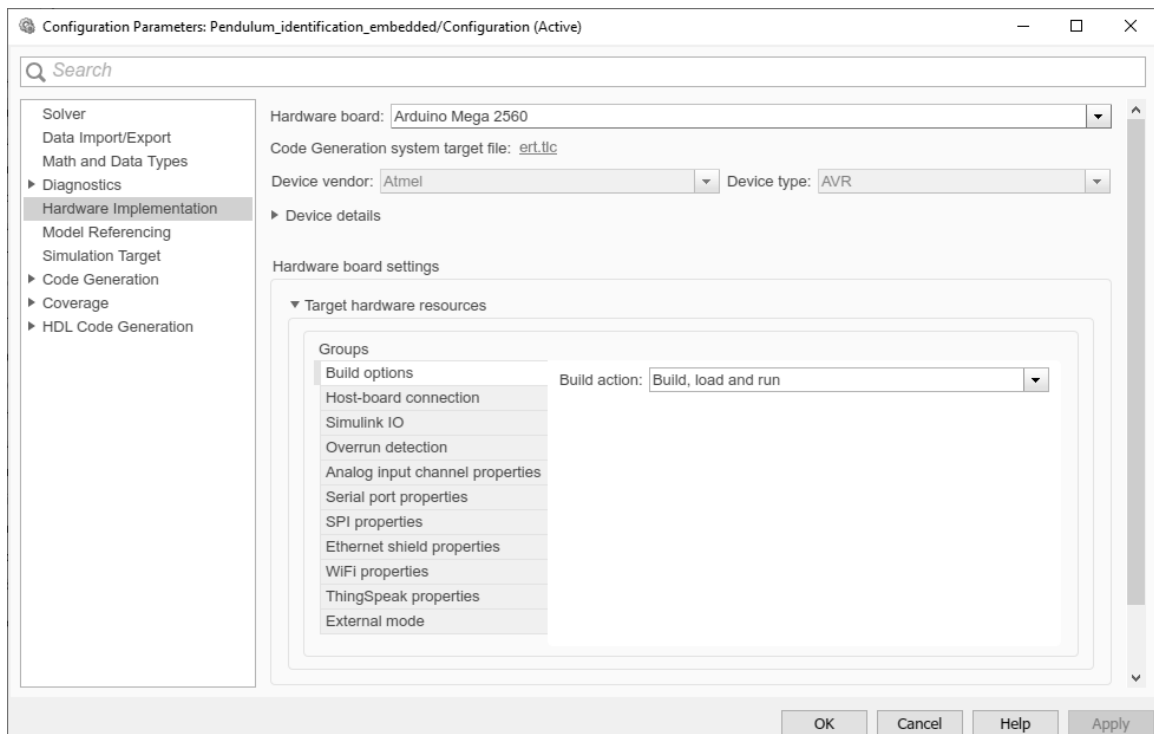 Configuration Parameters: Pendulum_identification_embedded/Configuration (Active)
Search
Solver
Data Import/Export
Math and Data Types
Diagnostics
Hardware Implementation
Model Referencing
Simulation Target
Code Generation
Coverage
HDL Code Generation
Hardware board: Arduino Mega 2560
Code Generation system target file: ert.tlc
Device vendor: Atmel Device type: AVR
Device details
Hardware board settings
Target hardware resources
Groups
Build options
Host-board connection
Simulink IO
Overrun detection
Analog input channel properties
Serial port properties
SPI properties
Ethernet shield properties
WiFi properties
ThingSpeak properties
External mode
Build action: Build, load and run
OK Cancel Help Apply